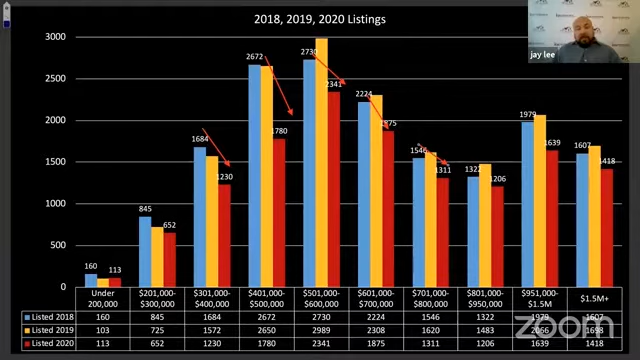 2018, 2019, 2020 Listings
jay lee
3000
2500
2000
1500
1000
500
0
160 113
845 652
1684 1230
2672 1780
2730 2341
2224 1875
1546 1311
1322 1206
1979 1639
1607 1418
Under 200,000 $201,000-$300,000 $301,000-$400,000 $401,000-$500,000 $501,000-$600,000 $601,000-$700,000 $701,000-$800,000 $801,000-$950,000 $951,000-$1.5M $1.5M+
Listed 2018 160 845 1684 2672 2730 2224 1546 1322 1979 1607
Listed 2019 103 725 1572 2650 2989 2308 1620 1483 2066 1698
Listed 2020 113 652 1230 1780 2341 1875 1311 1206 1639 1418
zoom